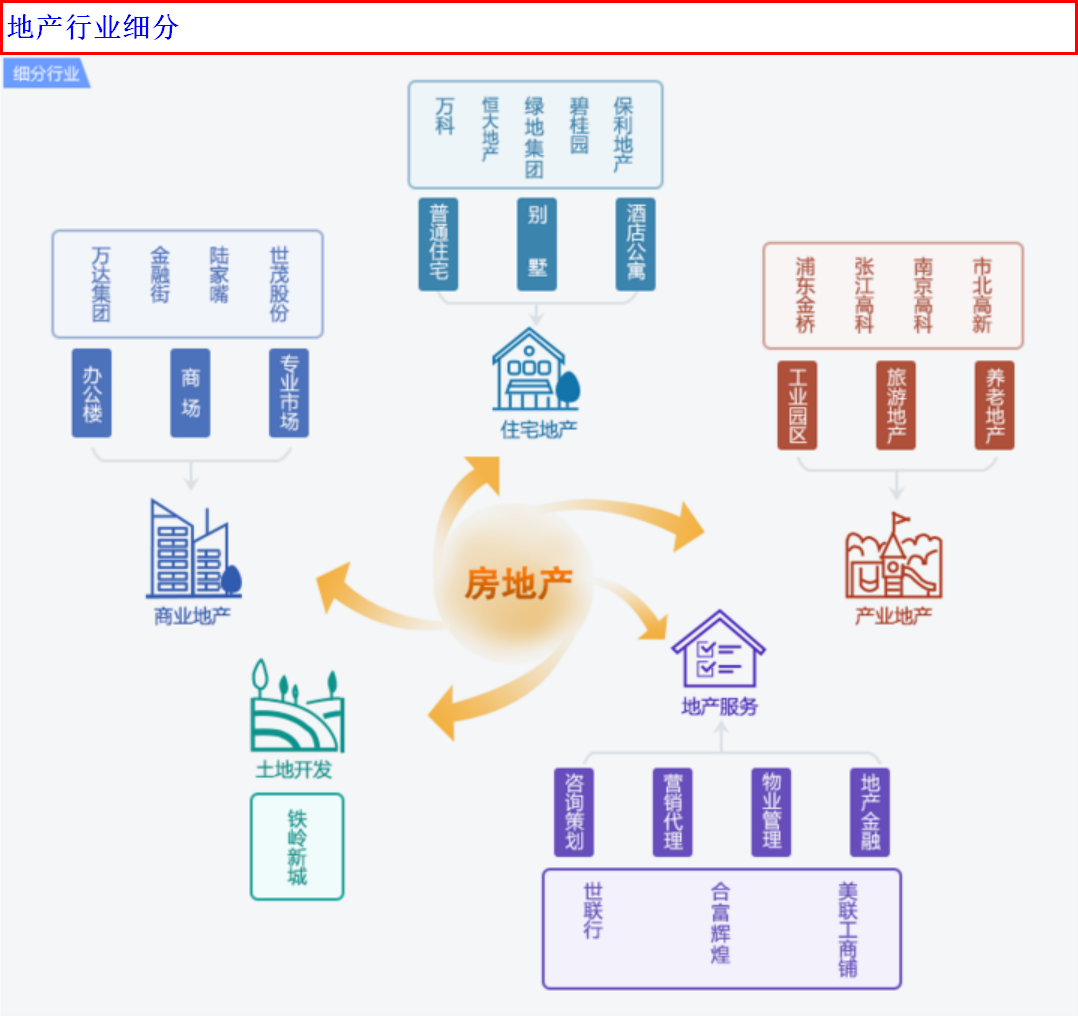 地产行业细分
细分行业
万科
恒大地产
绿地集团
碧桂园
保利地产
普通住宅
别墅
酒店公寓
住宅地产
万达集团
金融街
陆家嘴
世茂股份
办公楼
商场
专业市场
商业地产
浦东金桥
张江高科
南京高科
市北高新
工业园区
旅游地产
养老地产
产业地产
房地产
地产服务
咨询策划
营销代理
物业管理
地产金融
世联行
合富辉煌
美联工商铺
土地开发
铁岭新城